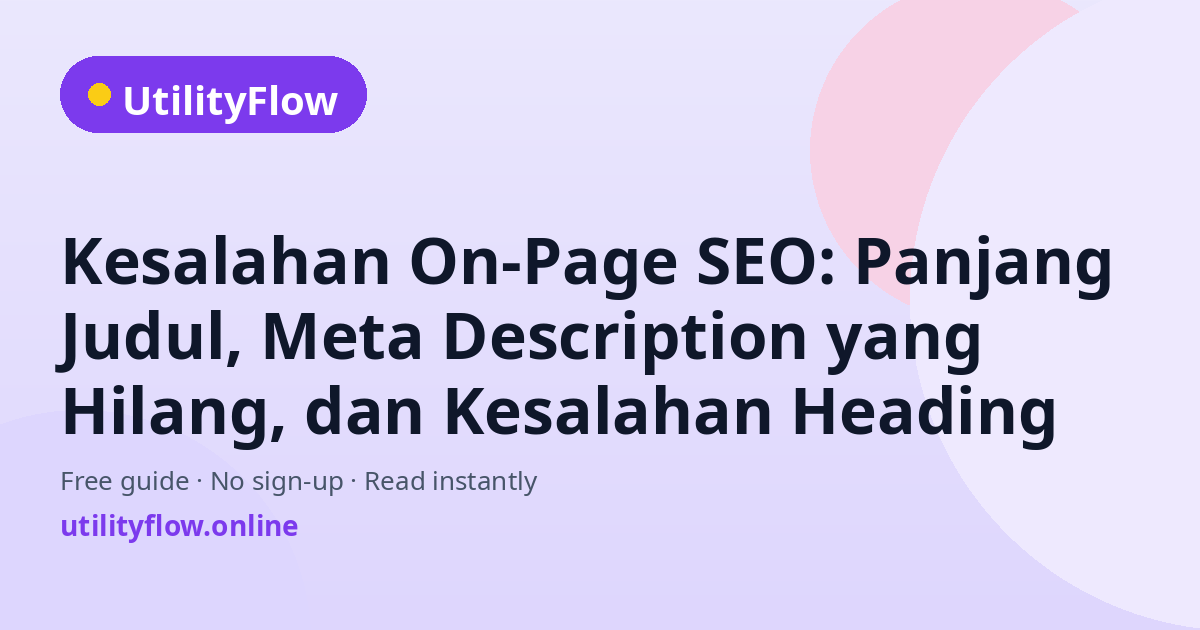 UtilityFlow
Kesalahan On-Page SEO: Panjang
Judul, Meta Description yang
Hilang, dan Kesalahan Heading
Free guide · No sign-up · Read instantly
utilityflow.online